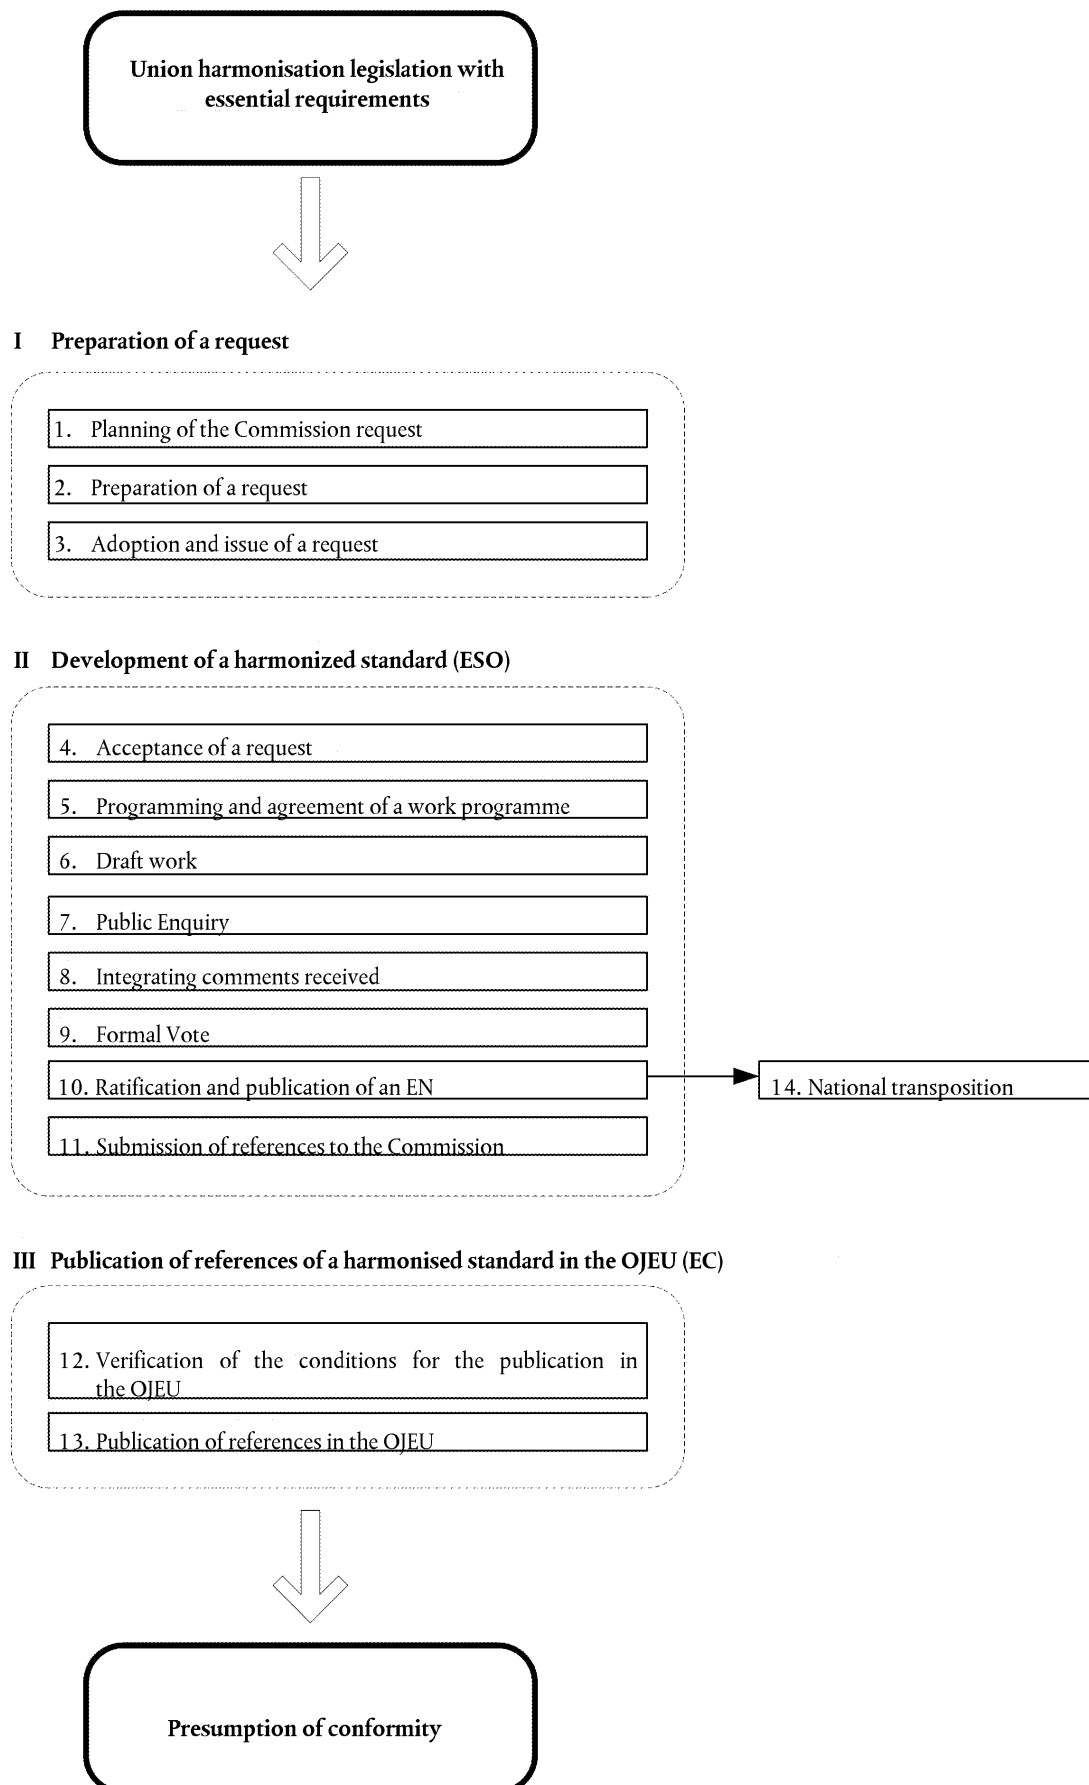 Union harmonisation legislation with
essential requirements
I Preparation of a request
1. Planning of the Commission request
2. Preparation of a request
3. Adoption and issue of a request
II Development of a harmonized standard (ESO)
4. Acceptance of a request
5. Programming and agreement of a work programme
6. Draft work
7. Public Enquiry
8. Integrating comments received
9. Formal Vote
10. Ratification and publication of an EN
14. National transposition
11. Submission of references to the Commission
III Publication of references of a harmonised standard in the OJEU (EC)
12. Verification of the conditions for the publication in
the OJEU
13. Publication of references in the OJEU
Presumption of conformity